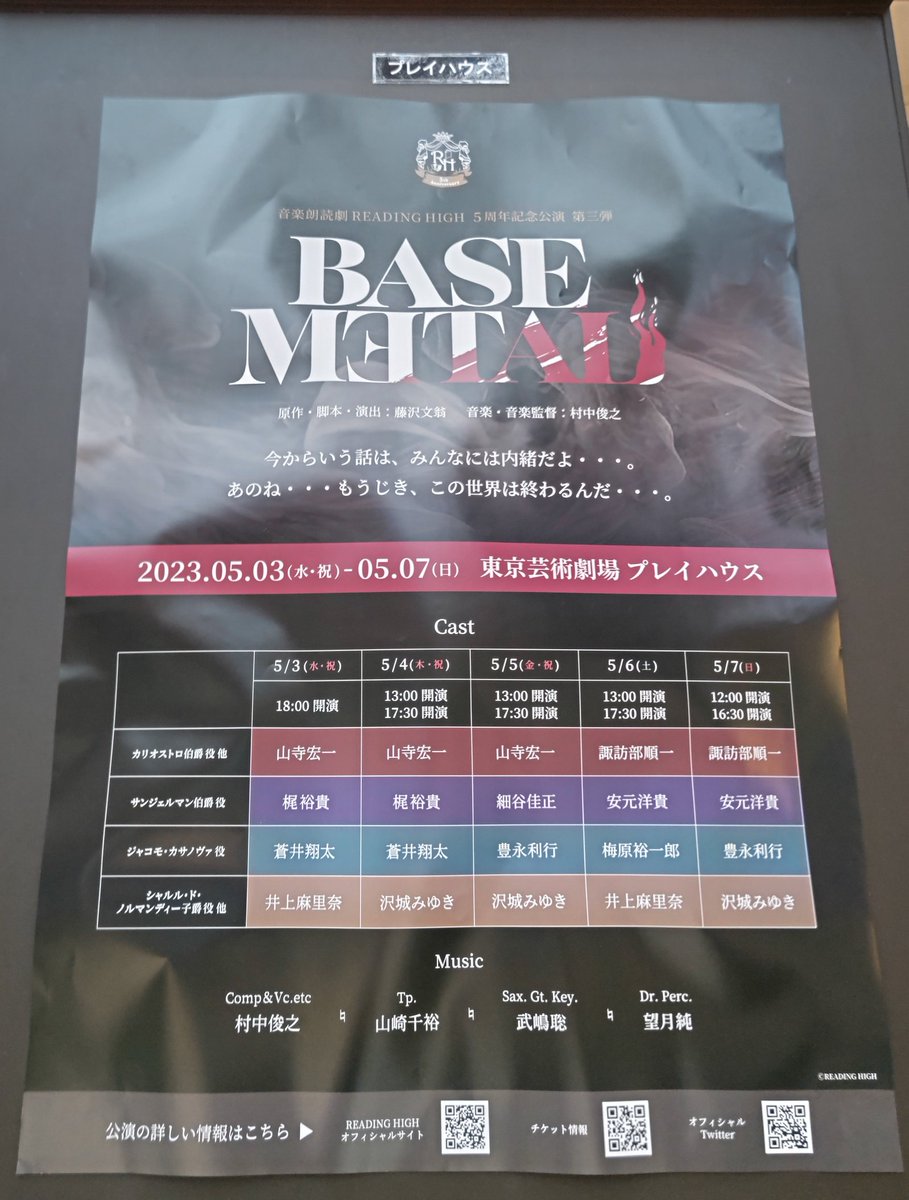 プレイハウス
RH
5th
Anniversary
音楽朗読劇 READING HIGH 5周年記念公演 第三弾
BASE
METAL
原作・脚本・演出：藤沢文翁　音楽・音楽監督：村中俊之
今からいう話は、みんなには内緒だよ・・・。
あのね・・・もうじき、この世界は終わるんだ・・・。
2023.05.03(水・祝)-05.07(日)　東京芸術劇場 プレイハウス
Cast
5/3(水・祝) 5/4(木・祝) 5/5(金・祝) 5/6(土) 5/7(日)
18:00 開演 13:00 開演 13:00 開演 13:00 開演 12:00 開演
17:30 開演 17:30 開演 17:30 開演 16:30 開演
カリオストロ伯爵 役 他 山寺宏一 山寺宏一 山寺宏一 諏訪部順一 諏訪部順一
サンジェルマン伯爵 役 梶裕貴 梶裕貴 細谷佳正 安元洋貴 安元洋貴
ジャコモ・カサノヴァ 役 蒼井翔太 蒼井翔太 豊永利行 梅原裕一郎 豊永利行
シャルル・ド・
ノルマンディー子爵 役 他 井上麻里奈 沢城みゆき 沢城みゆき 井上麻里奈 沢城みゆき
Music
Comp&Vc.etc Tp. Sax. Gt. Key. Dr. Perc.
村中俊之 ♮ 山崎千裕 ♮ 武嶋聡 ♮ 望月純
©READING HIGH
公演の詳しい情報はこちら ▶
READING HIGH
オフィシャルサイト
チケット情報
オフィシャル
Twitter